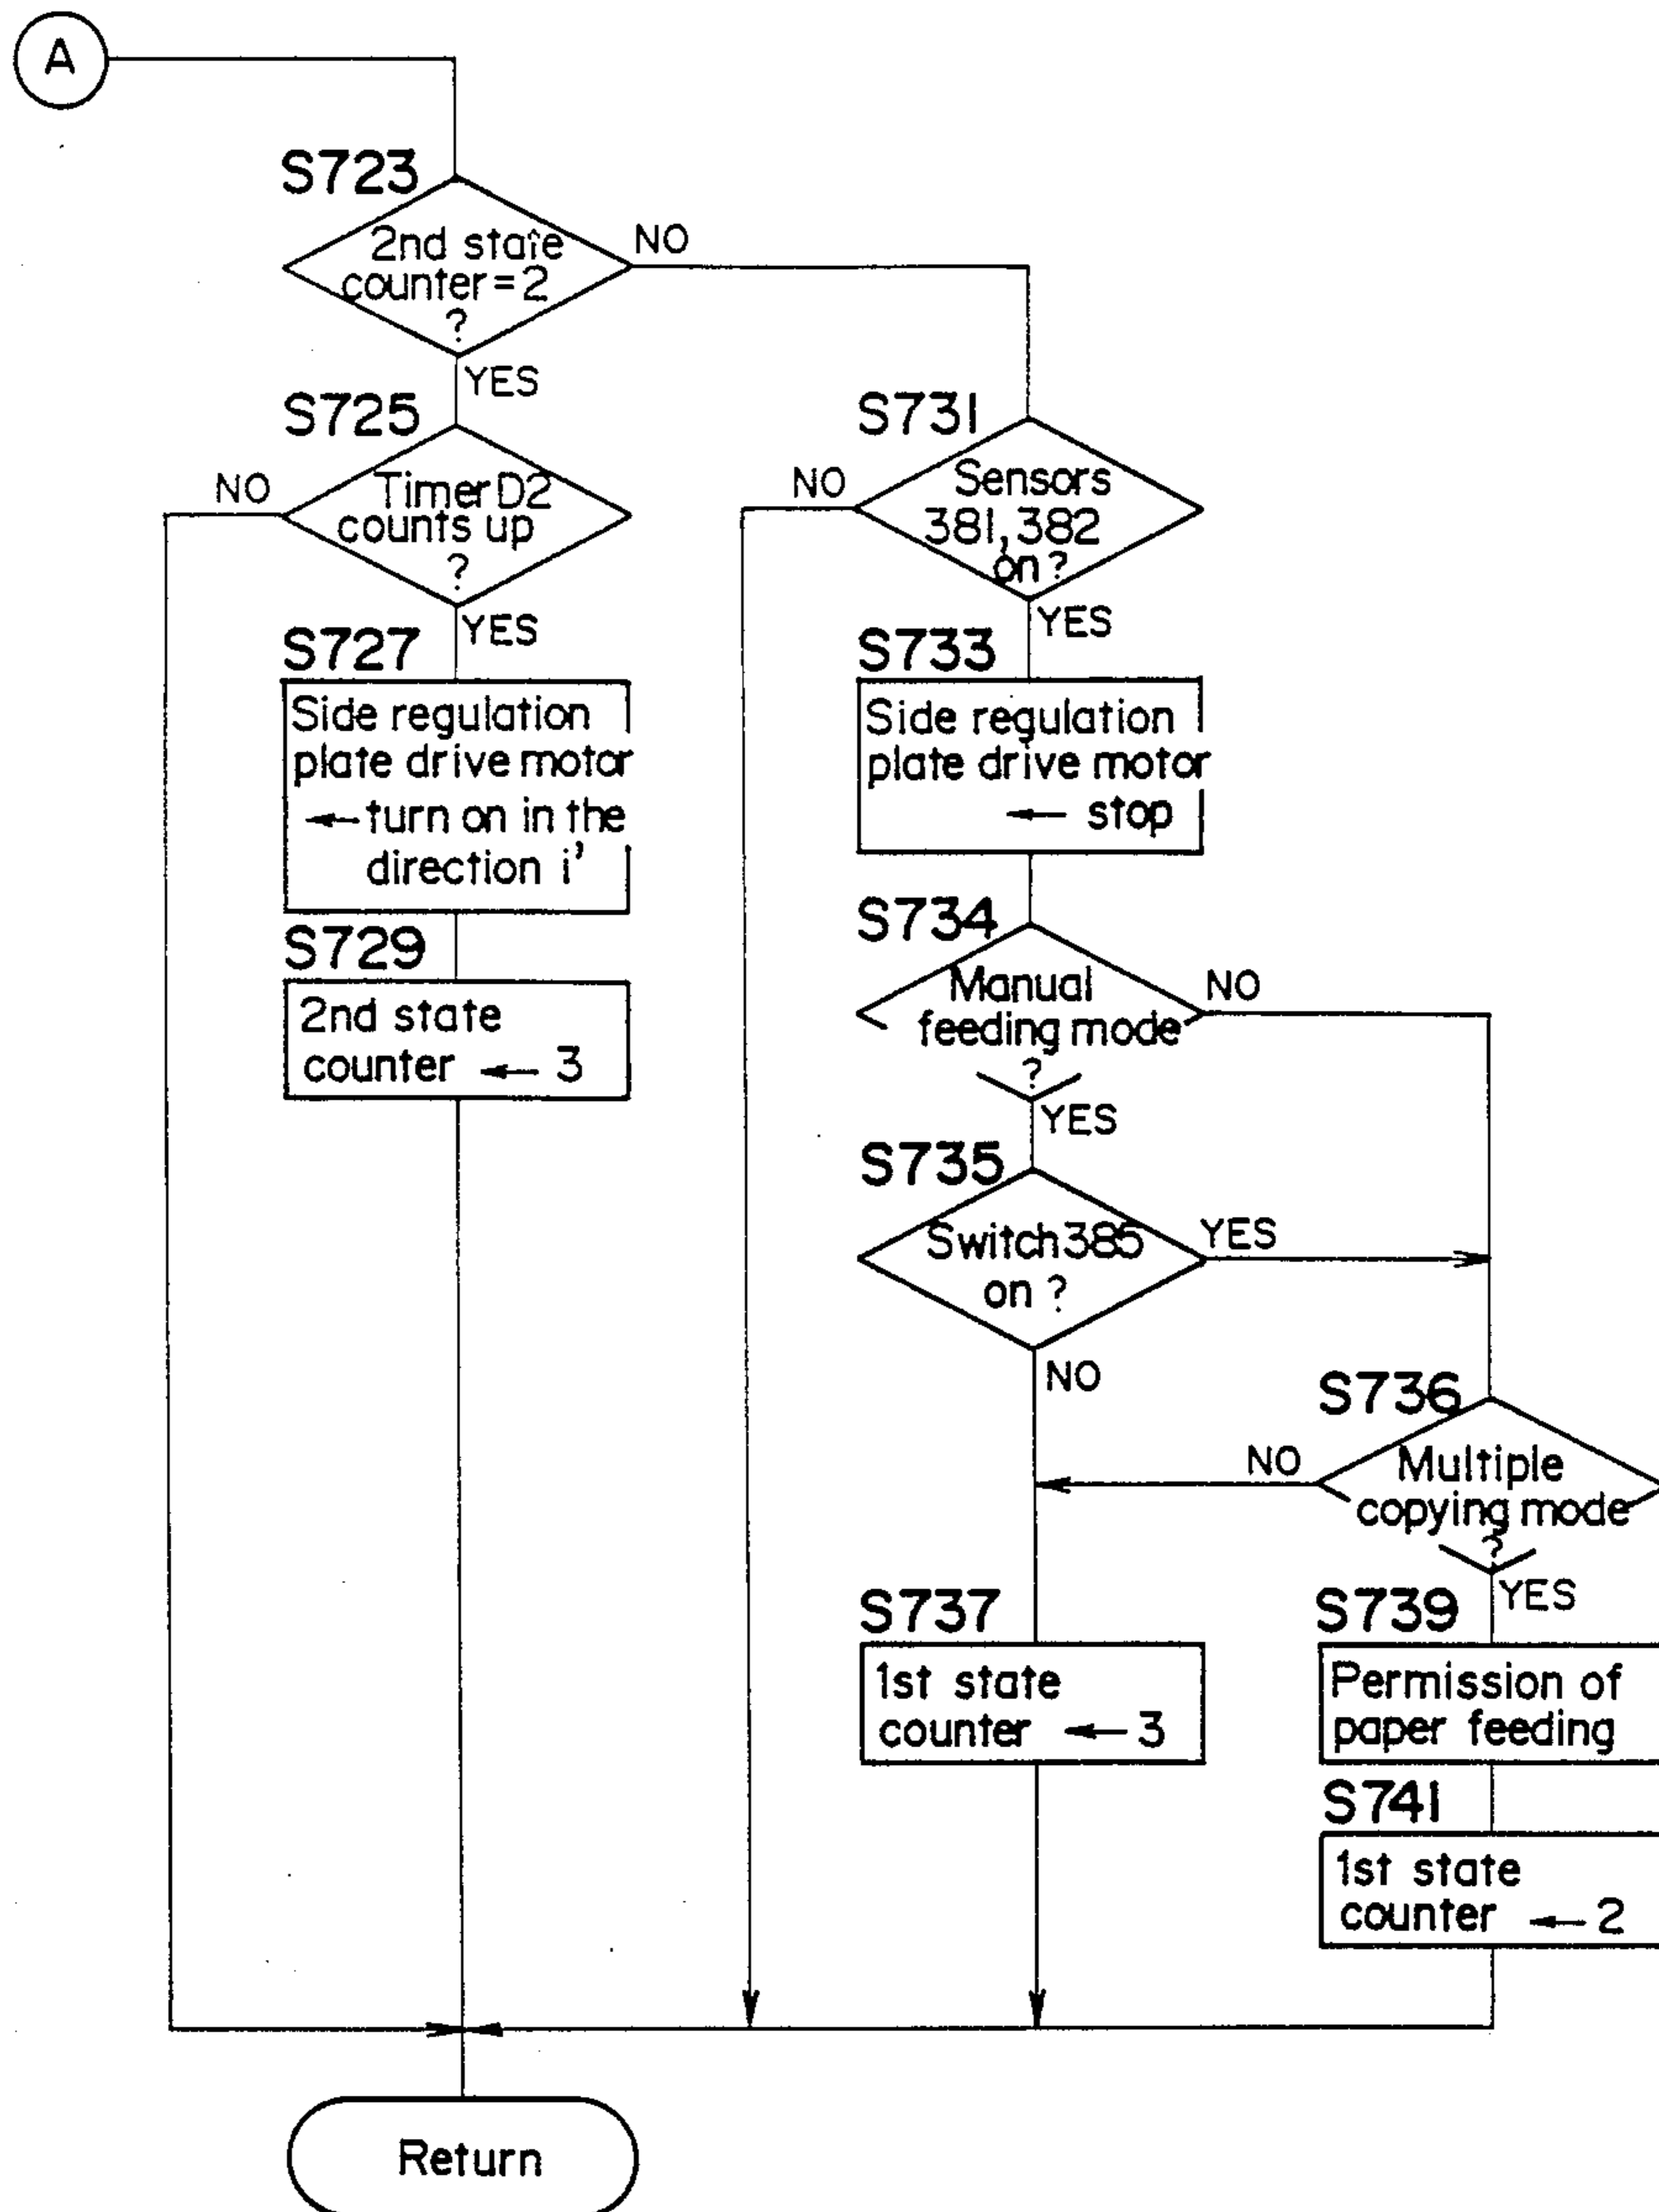 A
S723
2nd state
counter = 2
?
NO
YES
S725
Timer D2
counts up
?
NO
YES
S727
Side regulation
plate drive motor
← turn on in the
direction i'
S729
2nd state
counter ← 3
S731
Sensors
381, 382
on ?
NO
YES
S733
Side regulation
plate drive motor
← stop
S734
Manual
feeding mode
?
NO
YES
S735
Switch 385
on ?
YES
NO
S736
Multiple
copying mode
?
NO
YES
S737
1st state
counter ← 3
S739
Permission of
paper feeding
S741
1st state
counter ← 2
Return